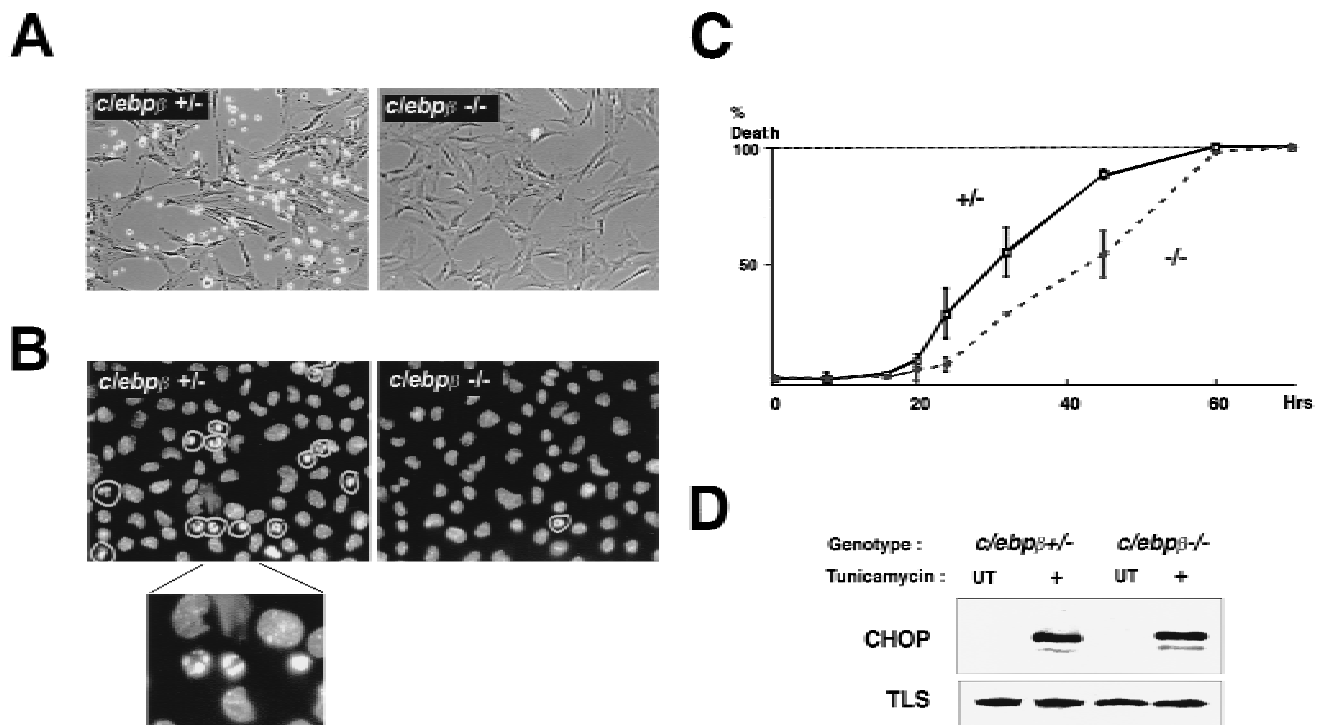 A
c/ebpβ +/-
c/ebpβ -/-
B
c/ebpβ +/-
c/ebpβ -/-
C
%
Death
100
50
+/-
-/-
0 20 40 60 Hrs
D
Genotype : c/ebpβ+/- c/ebpβ-/-
Tunicamycin : UT + UT +
CHOP
TLS